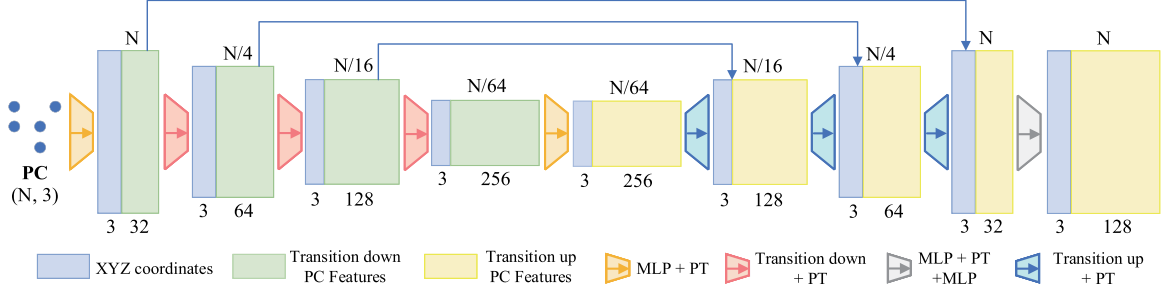 N
N/4
N/16
N/64
N/64
N/16
N/4
N
N
PC
(N, 3)
3 32
3 64
3 128
3 256
3 256
3 128
3 64
3 32
3 128
XYZ coordinates
Transition down
PC Features
Transition up
PC Features
MLP + PT
Transition down
+ PT
MLP + PT
+MLP
Transition up
+ PT